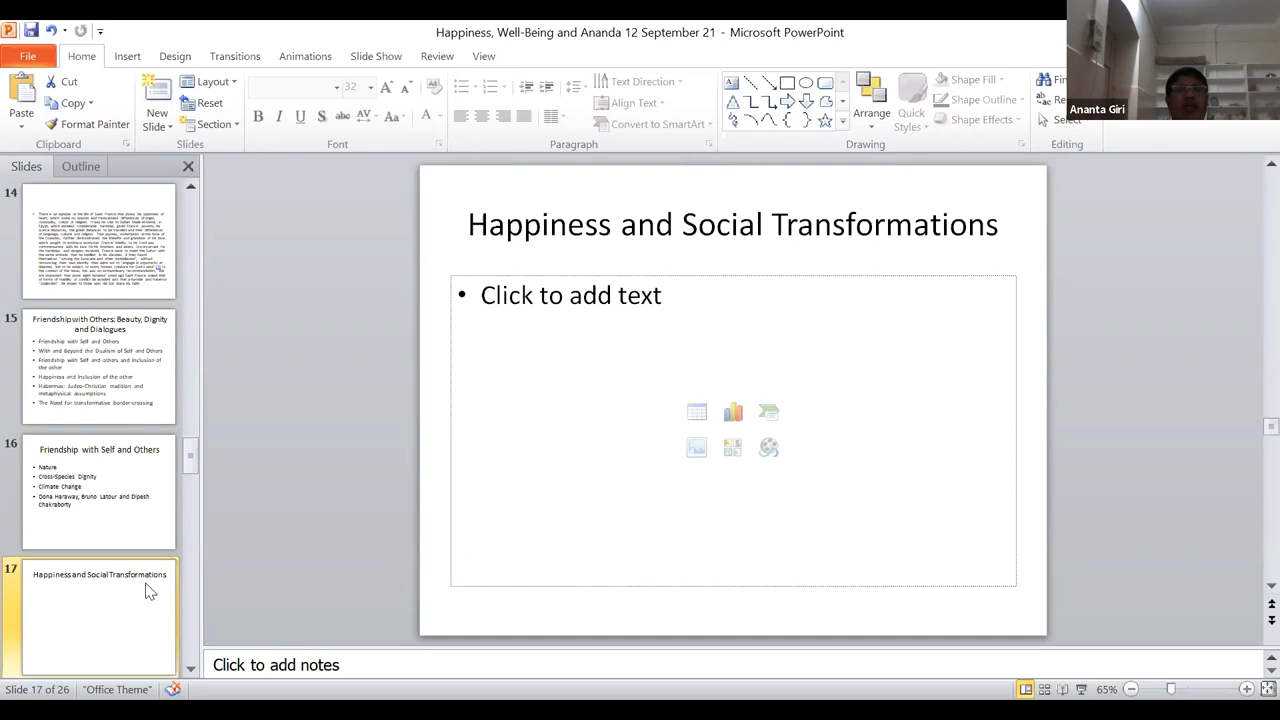 Happiness, Well-Being and Ananda 12 September 21 - Microsoft PowerPoint
File Home Insert Design Transitions Animations Slide Show Review View
Paste
Cut
Copy
Format Painter
Clipboard
New Slide
Layout
Reset
Section
Slides
32
Font
Text Direction
Align Text
Convert to SmartArt
Paragraph
Arrange
Quick Styles
Shape Fill
Shape Outline
Shape Effects
Drawing
Select
Editing
Ananta Giri
Slides Outline
14
15
Friendship with Others: Beauty, Dignity
and Dialogues
• Friendship with Self and Others
• With and Beyond the Dualism of Self and Others
• Friendship with Self and others and Inclusion of
the other
• Happiness and Inclusion of the other
• Habermas: Judeo-Christian tradition and
metaphysical assumptions
• The Need for transformative border-crossing
16
Friendship with Self and Others
• Nature
• Cross-Species Dignity
• Climate Change
• Dona Haraway, Bruno Latour and Dipesh
Chakraborty
17
Happiness and Social Transformations
Happiness and Social Transformations
• Click to add text
Click to add notes
Slide 17 of 26
"Office Theme"
65%